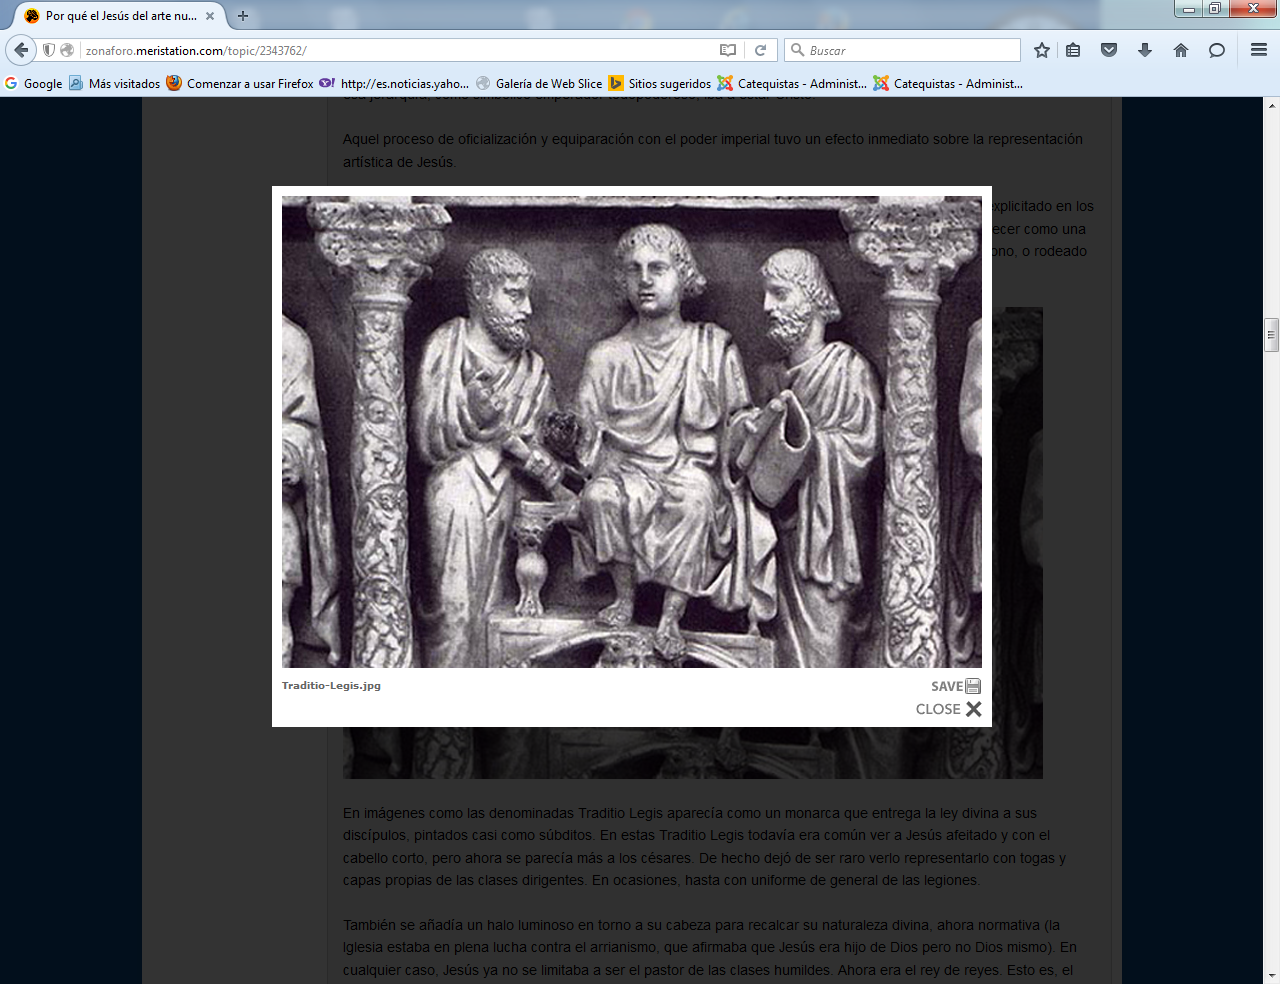 Por qué el Jesús del arte nu...
zonaforo.meristation.com/topic/2343762/
Buscar
Google Más visitados Comenzar a usar Firefox http://es.noticias.yaho... Galería de Web Slice Sitios sugeridos Catequistas - Administ... Catequistas - Administ...
Aquel proceso de oficialización y equiparación con el poder imperial tuvo un efecto inmediato sobre la representación
artística de Jesús.
explicitado en los
ecer como una
ono, o rodeado
Traditio-Legis.jpg
SAVE
CLOSE
En imágenes como las denominadas Traditio Legis aparecía como un monarca que entrega la ley divina a sus
discípulos, pintados casi como súbditos. En estas Traditio Legis todavía era común ver a Jesús afeitado y con el
cabello corto, pero ahora se parecía más a los césares. De hecho dejó de ser raro verlo representarlo con togas y
capas propias de las clases dirigentes. En ocasiones, hasta con uniforme de general de las legiones.
También se añadía un halo luminoso en torno a su cabeza para recalcar su naturaleza divina, ahora normativa (la
Iglesia estaba en plena lucha contra el arrianismo, que afirmaba que Jesús era hijo de Dios pero no Dios mismo). En
cualquier caso, Jesús ya no se limitaba a ser el pastor de las clases humildes. Ahora era el rey de reyes. Esto es, el